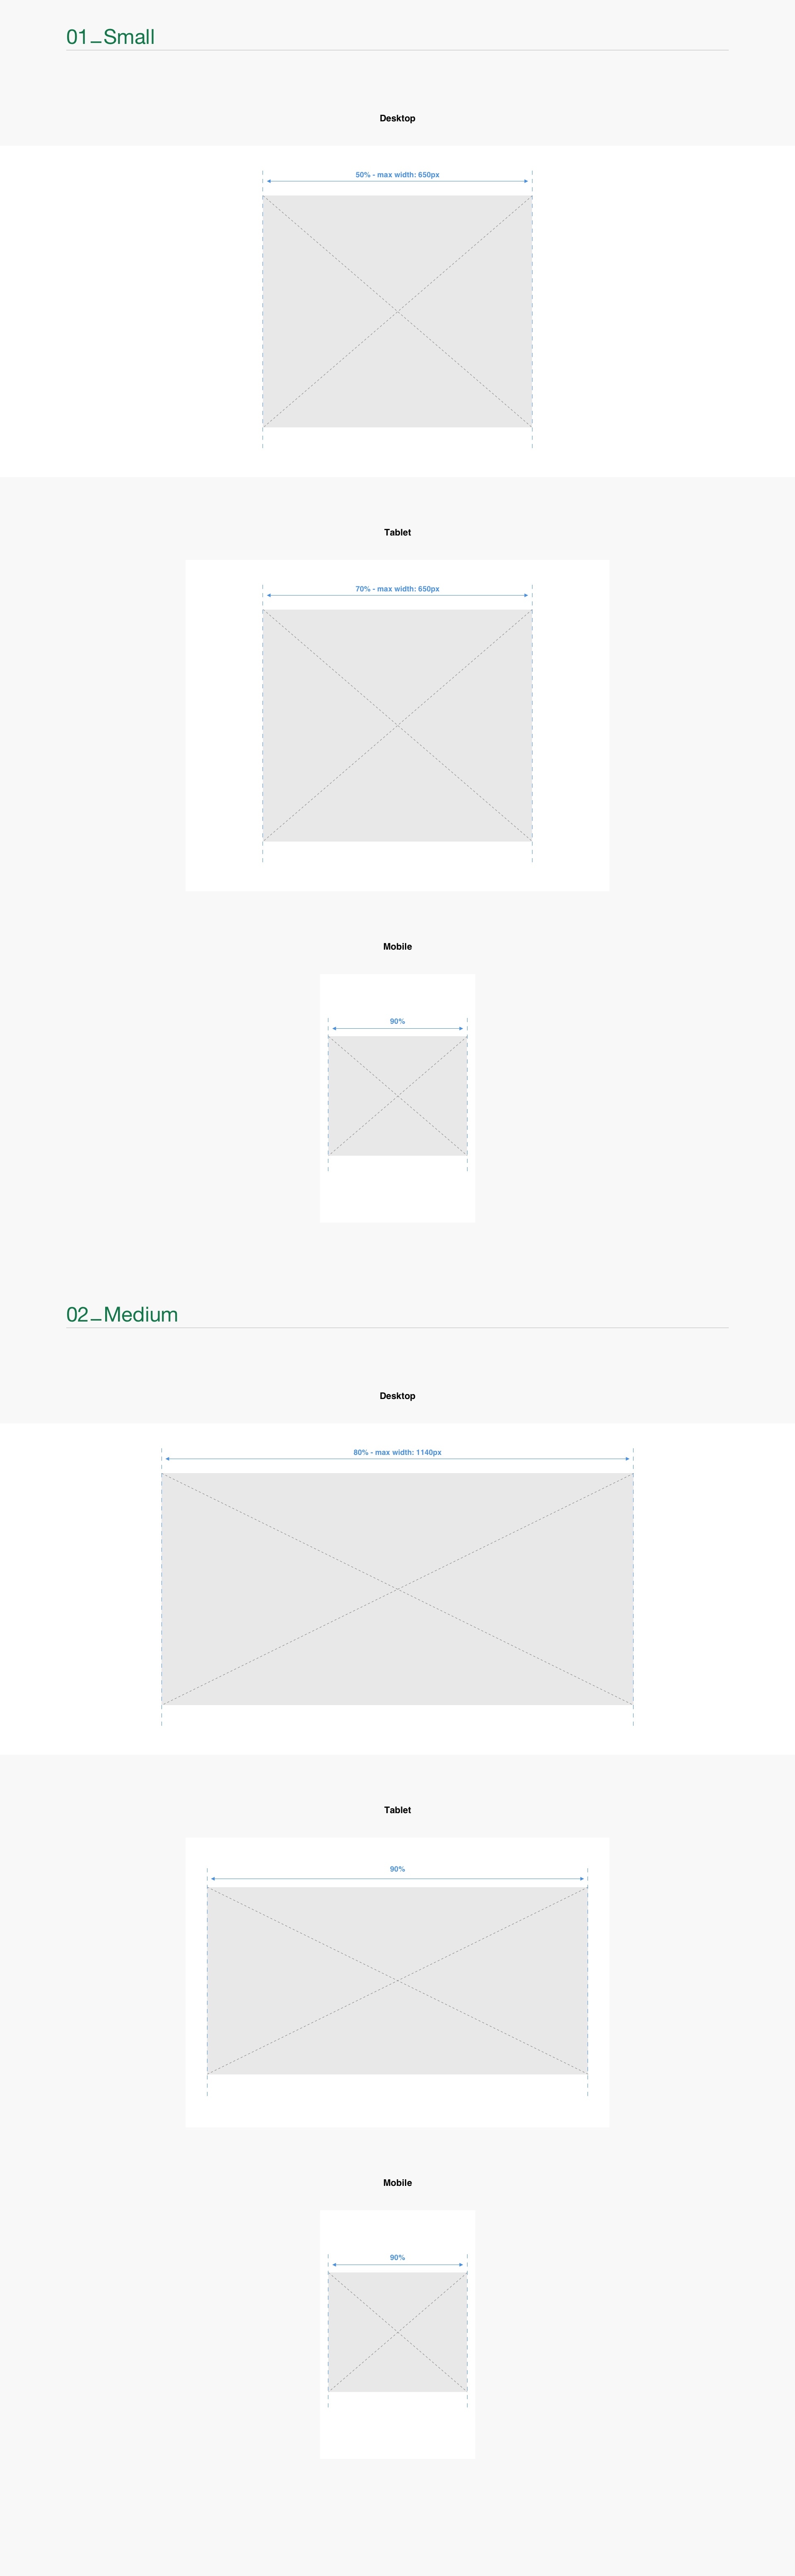 01_Small
Desktop
50% - max width: 650px
Tablet
70% - max width: 650px
Mobile
90%
02_Medium
Desktop
80% - max width: 1140px
Tablet
90%
Mobile
90%